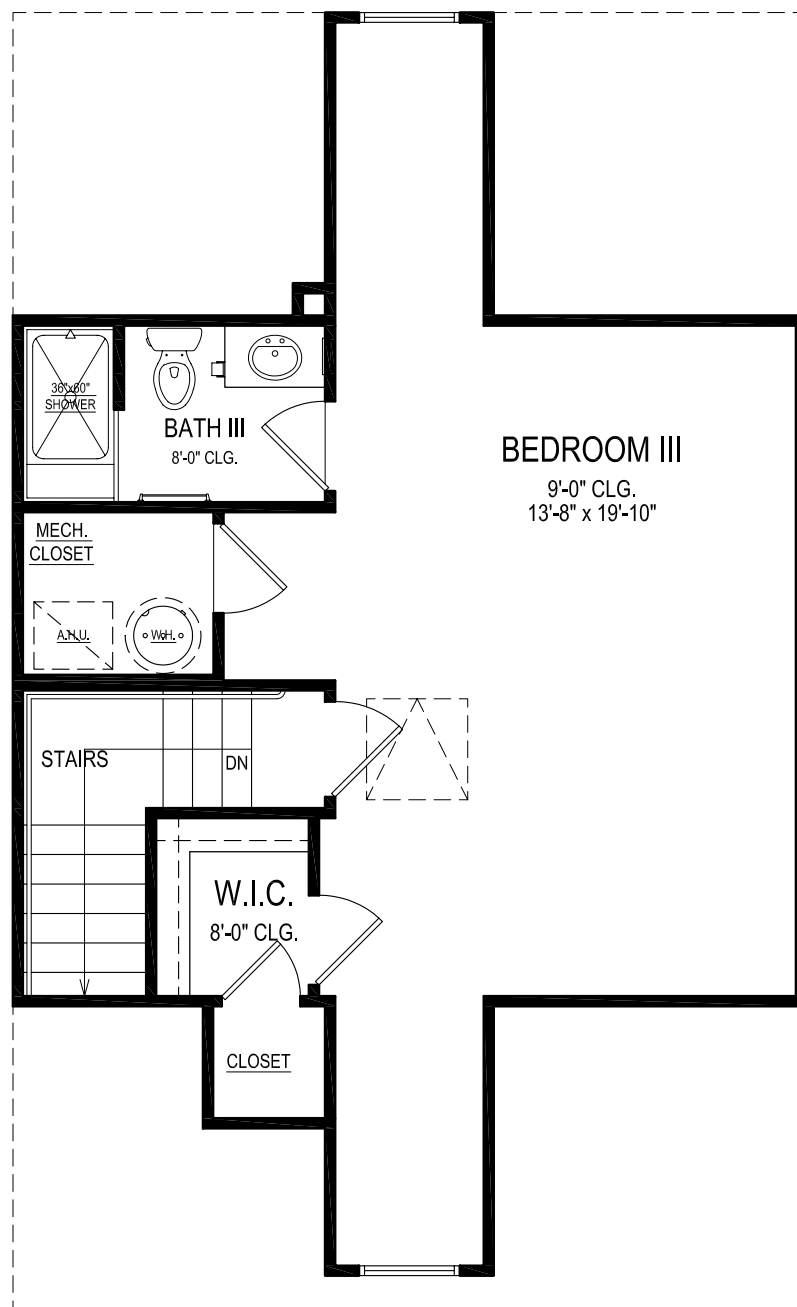 36"x60"
SHOWER
BATH III
8'-0" CLG.
BEDROOM III
9'-0" CLG.
13'-8" x 19'-10"
MECH.
CLOSET
A.H.U.
W.H.
STAIRS
DN
W.I.C.
8'-0" CLG.
CLOSET